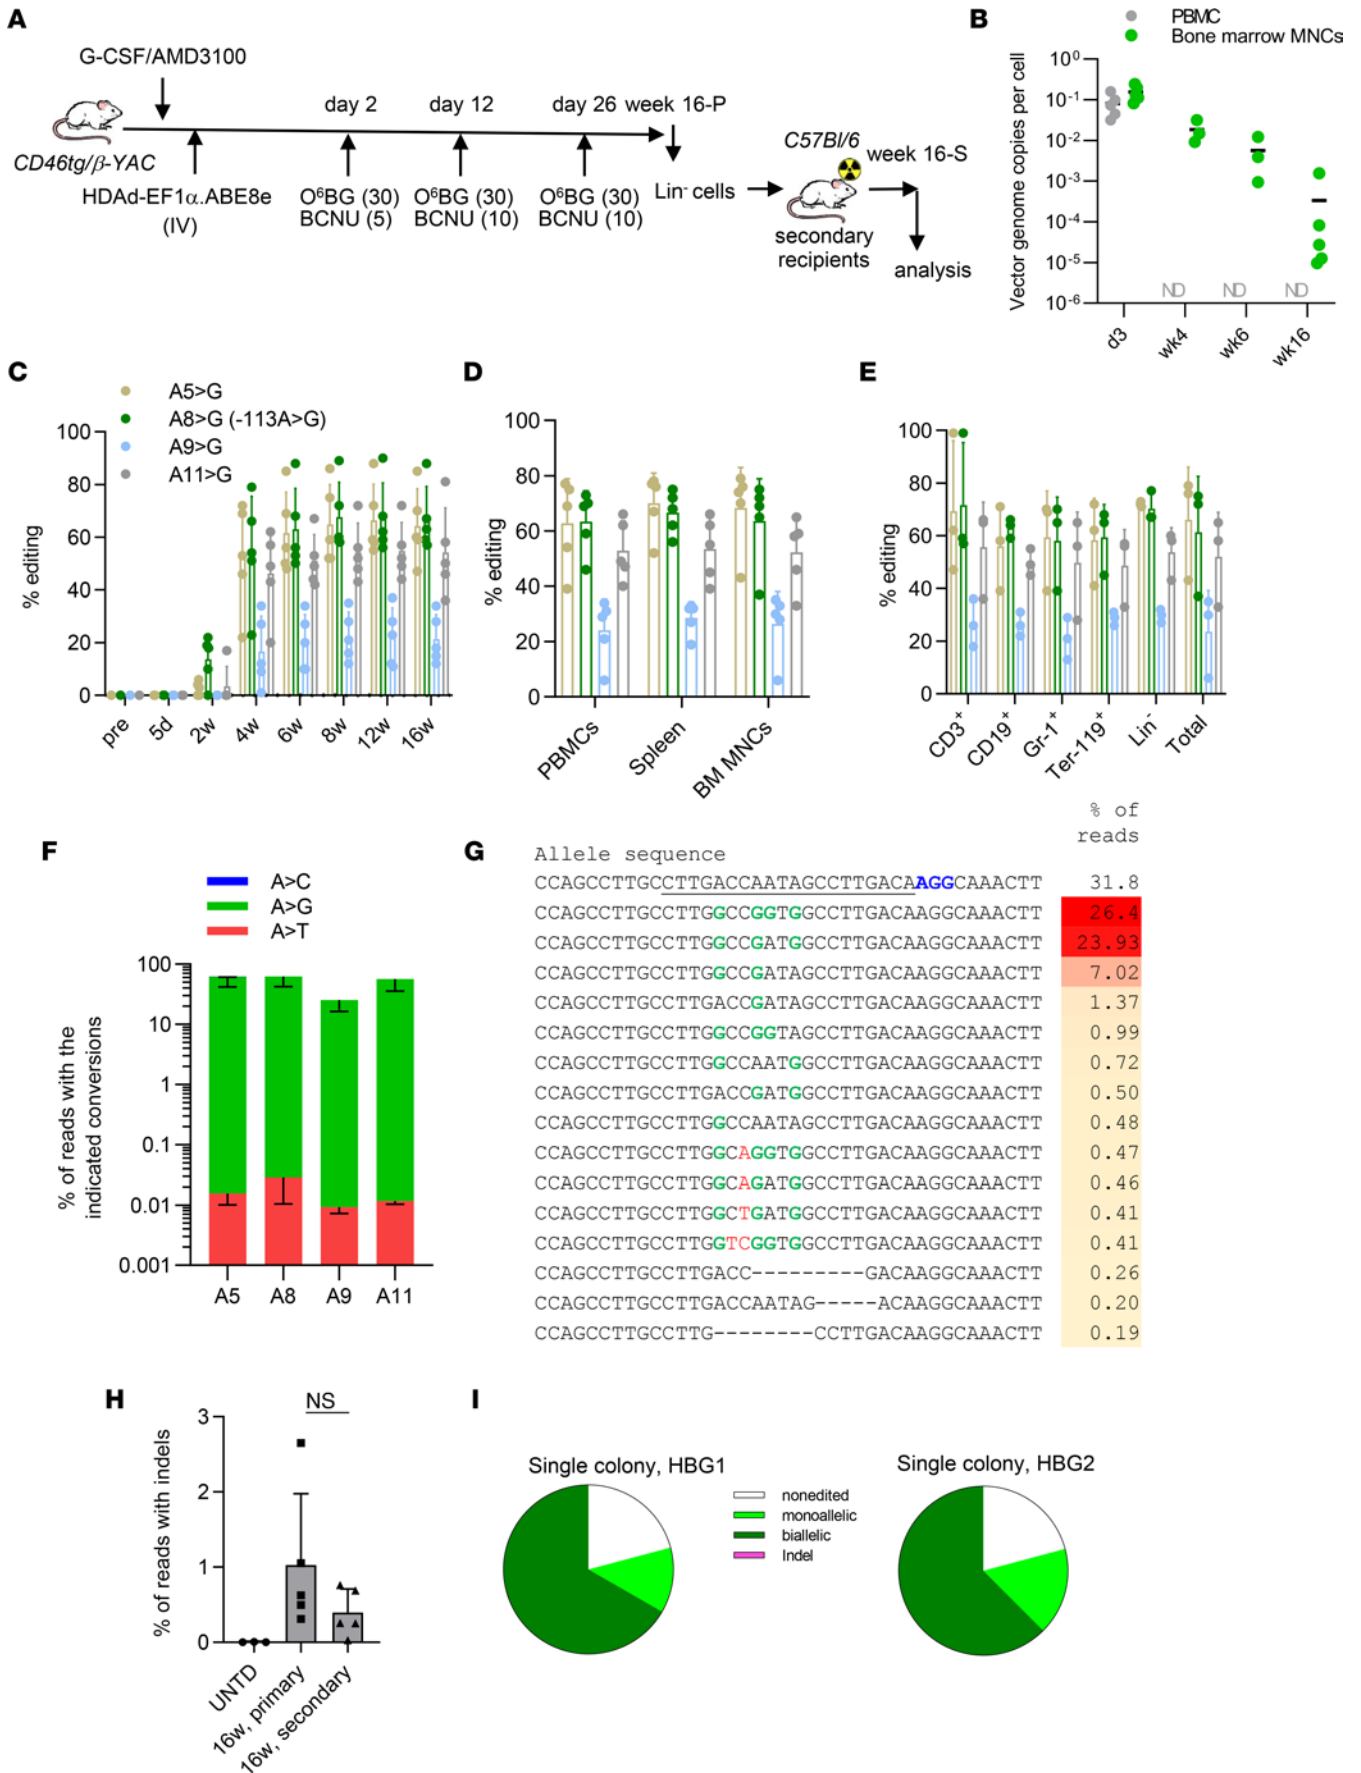 A
G-CSF/AMD3100
day 2
day 12
day 26
week 16-P
CD46tg/β-YAC
HDAd-EF1α.ABE8e
(IV)
O⁶BG (30)
BCNU (5)
O⁶BG (30)
BCNU (10)
O⁶BG (30)
BCNU (10)
Lin⁻ cells
C57Bl/6
week 16-S
secondary
recipients
analysis
B
PBMC
Bone marrow MNCs
Vector genome copies per cell
10⁰
10⁻¹
10⁻²
10⁻³
10⁻⁴
10⁻⁵
10⁻⁶
ND
ND
ND
d3
wk4
wk6
wk16
C
A5>G
A8>G (-113A>G)
A9>G
A11>G
% editing
100
80
60
40
20
0
pre
5d
2w
4w
6w
8w
12w
16w
D
% editing
100
80
60
40
20
0
PBMCs
Spleen
BM MNCs
E
% editing
100
80
60
40
20
0
CD3⁺
CD19⁺
Gr-1⁺
Ter-119⁺
Lin⁻
Total
F
A>C
A>G
A>T
% of reads with the
indicated conversions
100
10
1
0.1
0.01
0.001
A5
A8
A9
A11
G
% of
reads
Allele sequence
CCAGCCTTGCCTTGACCAATAGCCTTGACAAGGCAAACTT 31.8
CCAGCCTTGCCTTGGCCGGTGGCCTTGACAAGGCAAACTT 26.4
CCAGCCTTGCCTTGGCCGATGGCCTTGACAAGGCAAACTT 23.93
CCAGCCTTGCCTTGGCCGATAGCCTTGACAAGGCAAACTT 7.02
CCAGCCTTGCCTTGACCGATAGCCTTGACAAGGCAAACTT 1.37
CCAGCCTTGCCTTGGCCGGTAGCCTTGACAAGGCAAACTT 0.99
CCAGCCTTGCCTTGGCCAATGGCCTTGACAAGGCAAACTT 0.72
CCAGCCTTGCCTTGACCGATGGCCTTGACAAGGCAAACTT 0.50
CCAGCCTTGCCTTGGCCAATAGCCTTGACAAGGCAAACTT 0.48
CCAGCCTTGCCTTGGCAGGTGGCCTTGACAAGGCAAACTT 0.47
CCAGCCTTGCCTTGGCAGATGGCCTTGACAAGGCAAACTT 0.46
CCAGCCTTGCCTTGGCTGATGGCCTTGACAAGGCAAACTT 0.41
CCAGCCTTGCCTTGGTCGGTGGCCTTGACAAGGCAAACTT 0.41
CCAGCCTTGCCTTGACC---------GACAAGGCAAACTT 0.26
CCAGCCTTGCCTTGACCAATAG-----ACAAGGCAAACTT 0.20
CCAGCCTTGCCTTG--------CCTTGACAAGGCAAACTT 0.19
H
NS
% of reads with indels
3
2
1
0
UNTD
16w, primary
16w, secondary
I
Single colony, HBG1
nonedited
monoallelic
biallelic
Indel
Single colony, HBG2